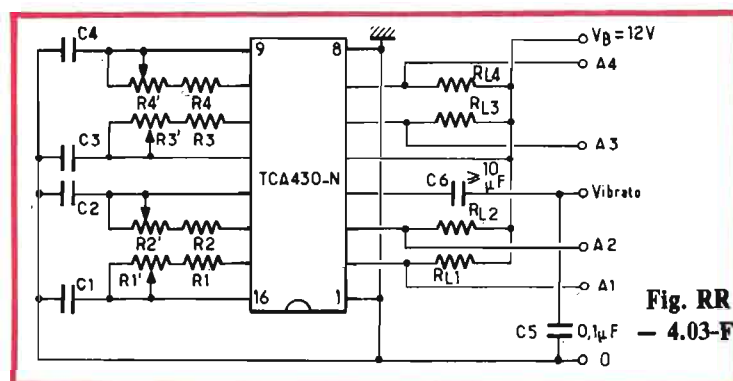 C4
9
8
VB = 12V
A4
R4' R4
RL4
RL3
R3' R3
C3
A3
C2
TCA430-N
C6 ⩾ 10 µF
Vibrato
R2' R2
RL2
A2
R1' R1
RL1
A1
C1
16
1
Fig. RR
C5 0,1µF — 4.03-F
0